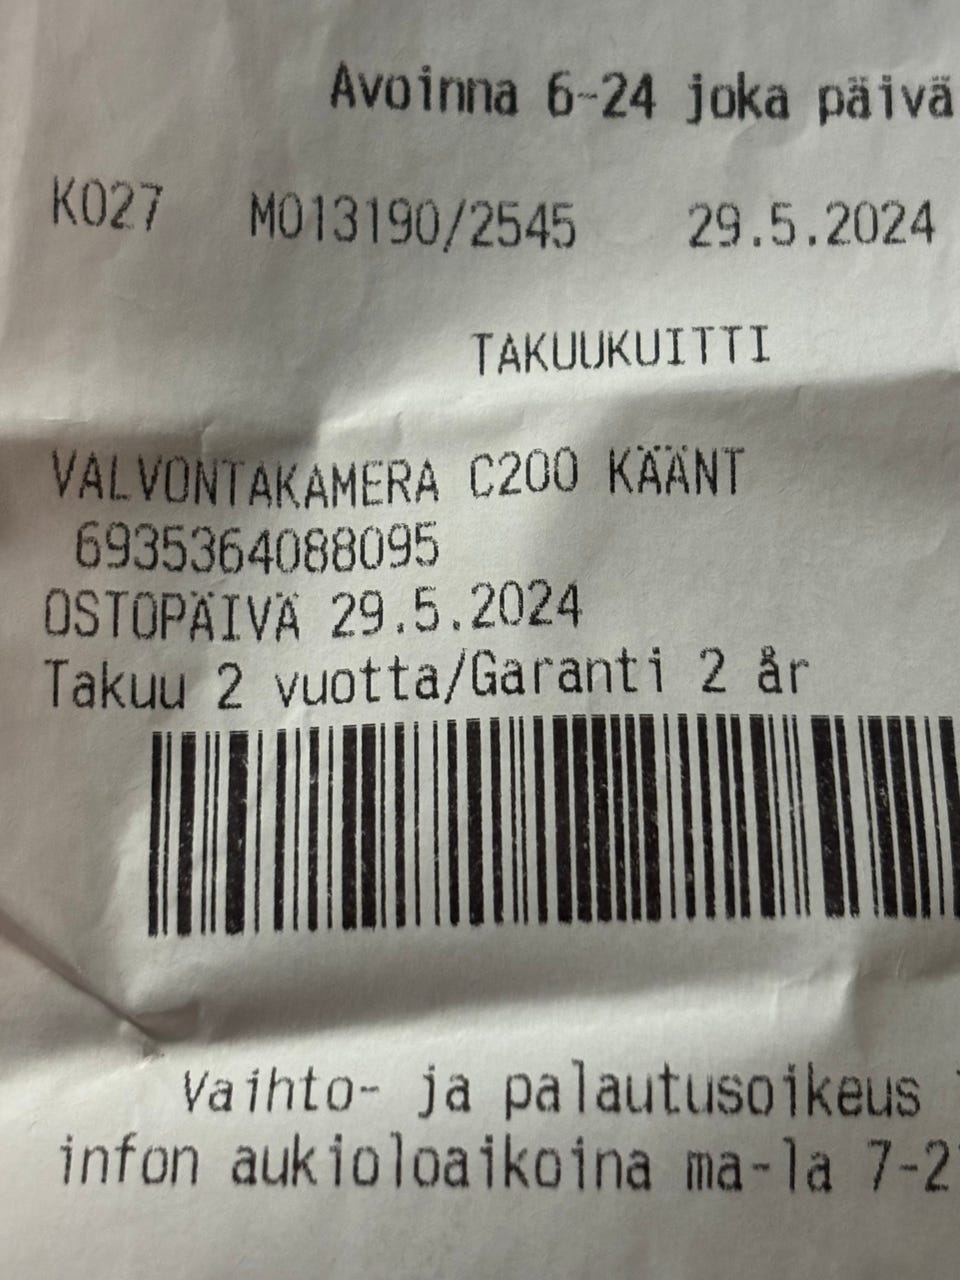 Avoinna 6-24 joka päivä
K027 M013190/2545 29.5.2024
TAKUUKUITTI
VALVONTAKAMERA C200 KÄÄNT
6935364088095
OSTOPÄIVÄ 29.5.2024
Takuu 2 vuotta/Garanti 2 år
Vaihto- ja palautusoikeus
infon aukioloaikoina ma-la 7-2